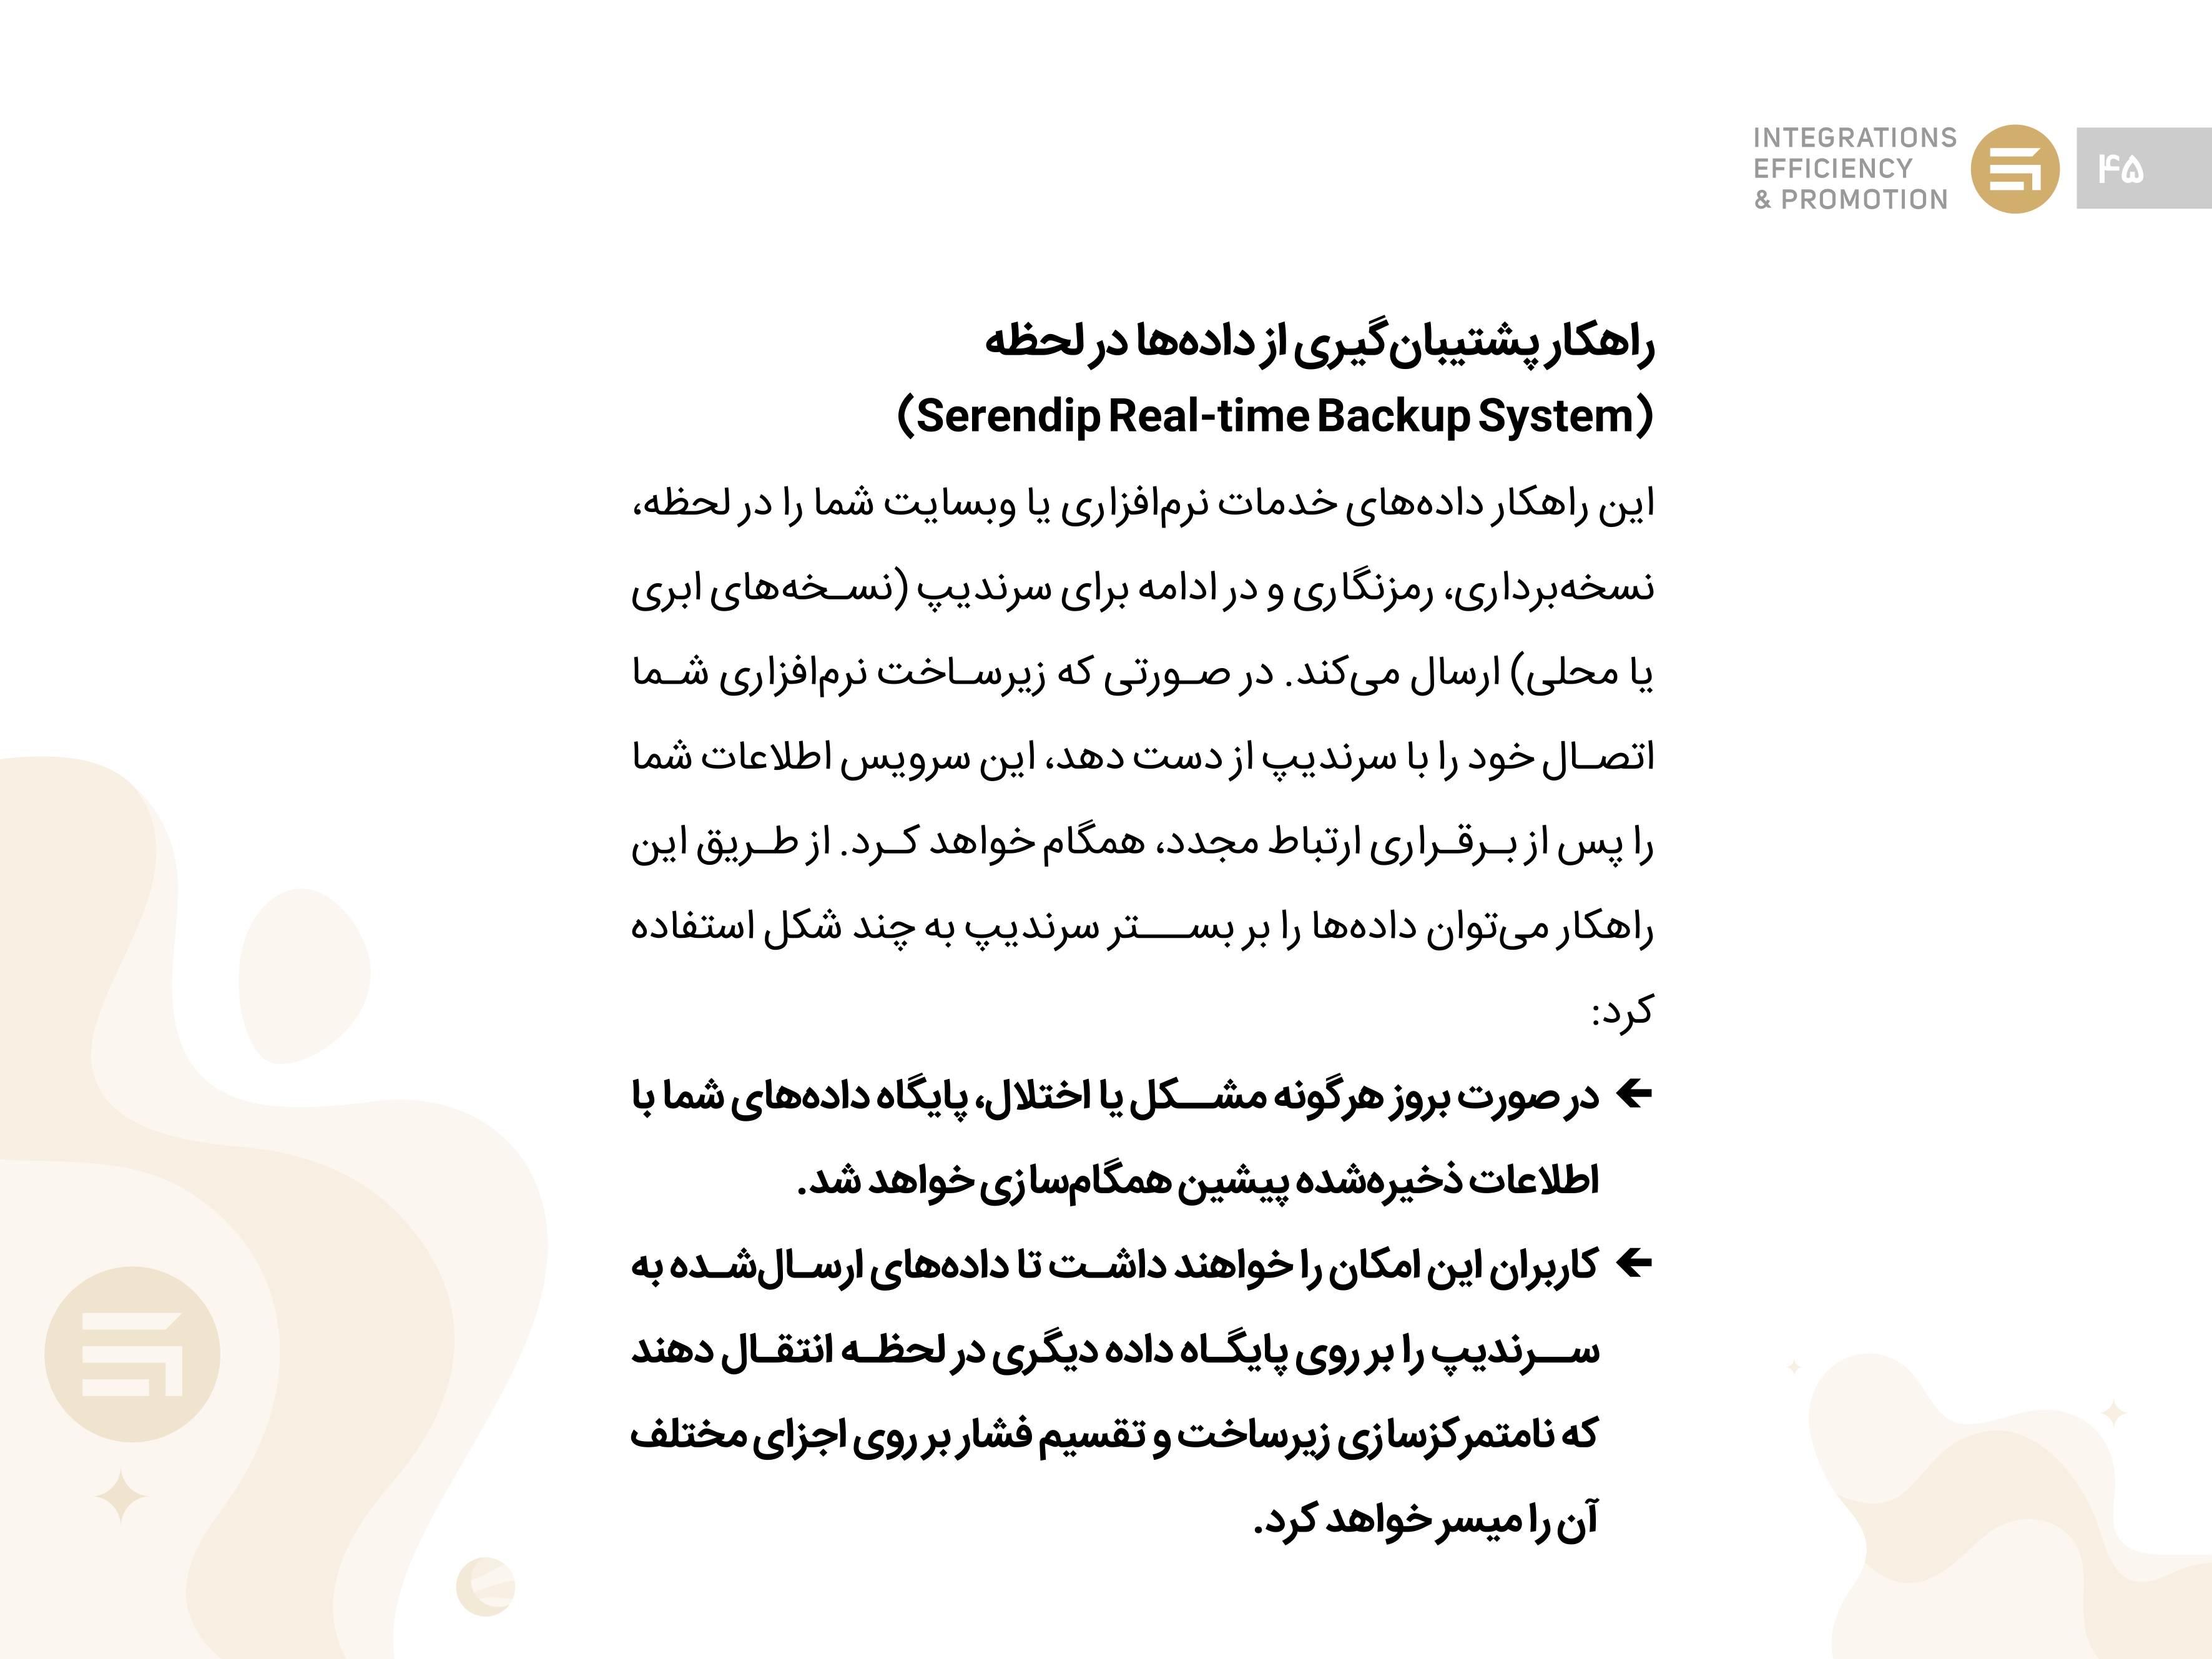 INTEGRATIONS
EFFICIENCY
& PROMOTION
۴۵
راهکار پشتیبان‌گیری از داده‌ها در لحظه
(Serendip Real-time Backup System)
این راهکار داده‌های خدمات نرم‌افزاری یا وبسایت شما را در لحظه،
نسخه‌برداری، رمزنگاری و در ادامه برای سرندیپ (نسخه‌های ابری
یا محلی) ارسال می‌کند. در صورتی که زیرساخت نرم‌افزاری شما
اتصال خود را با سرندیپ از دست دهد، این سرویس اطلاعات شما
را پس از برقراری ارتباط مجدد، همگام خواهد کرد. از طریق این
راهکار می‌توان داده‌ها را بر بستر سرندیپ به چند شکل استفاده
کرد:
← در صورت بروز هرگونه مشکل یا اختلال، پایگاه داده‌های شما با
اطلاعات ذخیره‌شده پیشین همگام‌سازی خواهد شد.
← کاربران این امکان را خواهند داشت تا داده‌های ارسال‌شده به
سرندیپ را بر روی پایگاه داده دیگری در لحظه انتقال دهند
که نامتمرکزسازی زیرساخت و تقسیم فشار بر روی اجزای مختلف
آن را میسر خواهد کرد.